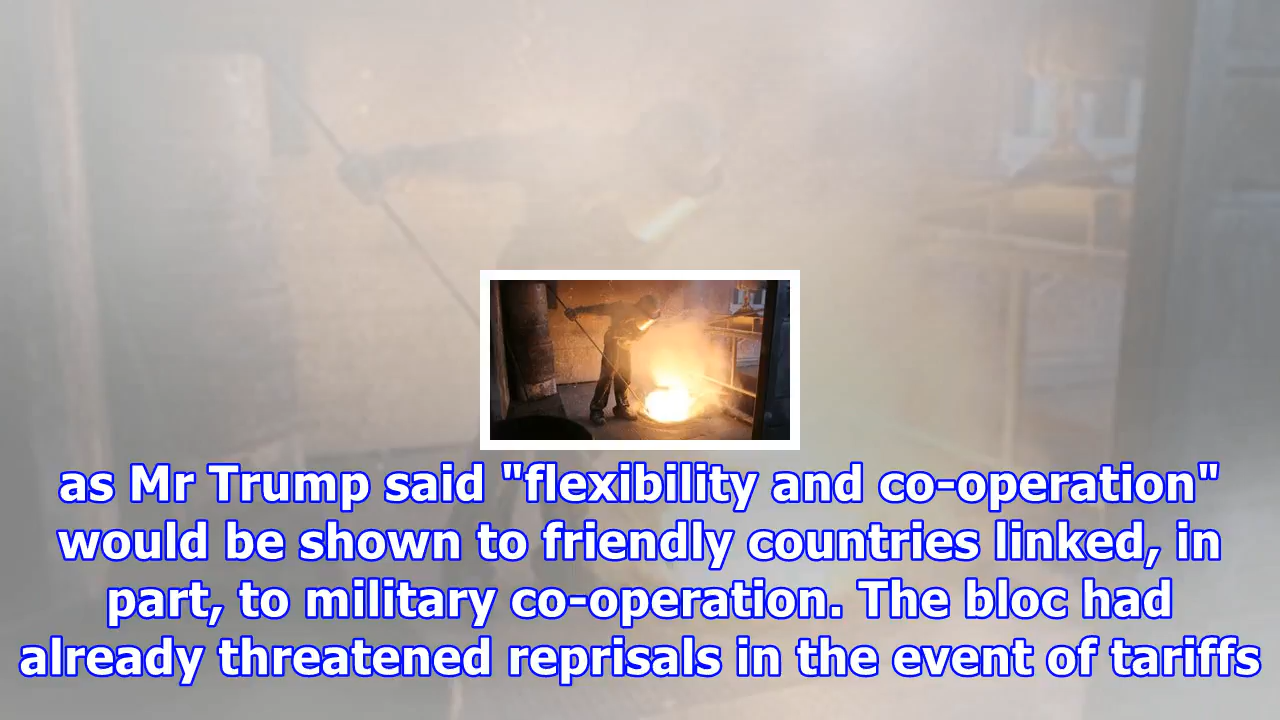 as Mr Trump said "flexibility and co-operation"
would be shown to friendly countries linked, in
part, to military co-operation. The bloc had
already threatened reprisals in the event of tariffs